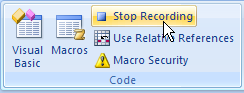 Visual
Basic
Macros
Stop Recording
Use Relative References
Macro Security
Code